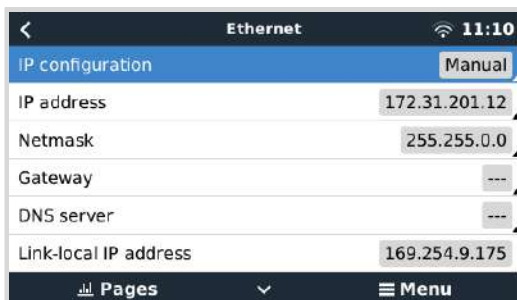 Ethernet 11:10
IP configuration Manual
IP address 172.31.201.12
Netmask 255.255.0.0
Gateway ---
DNS server ---
Link-local IP address 169.254.9.175
Pages Menu